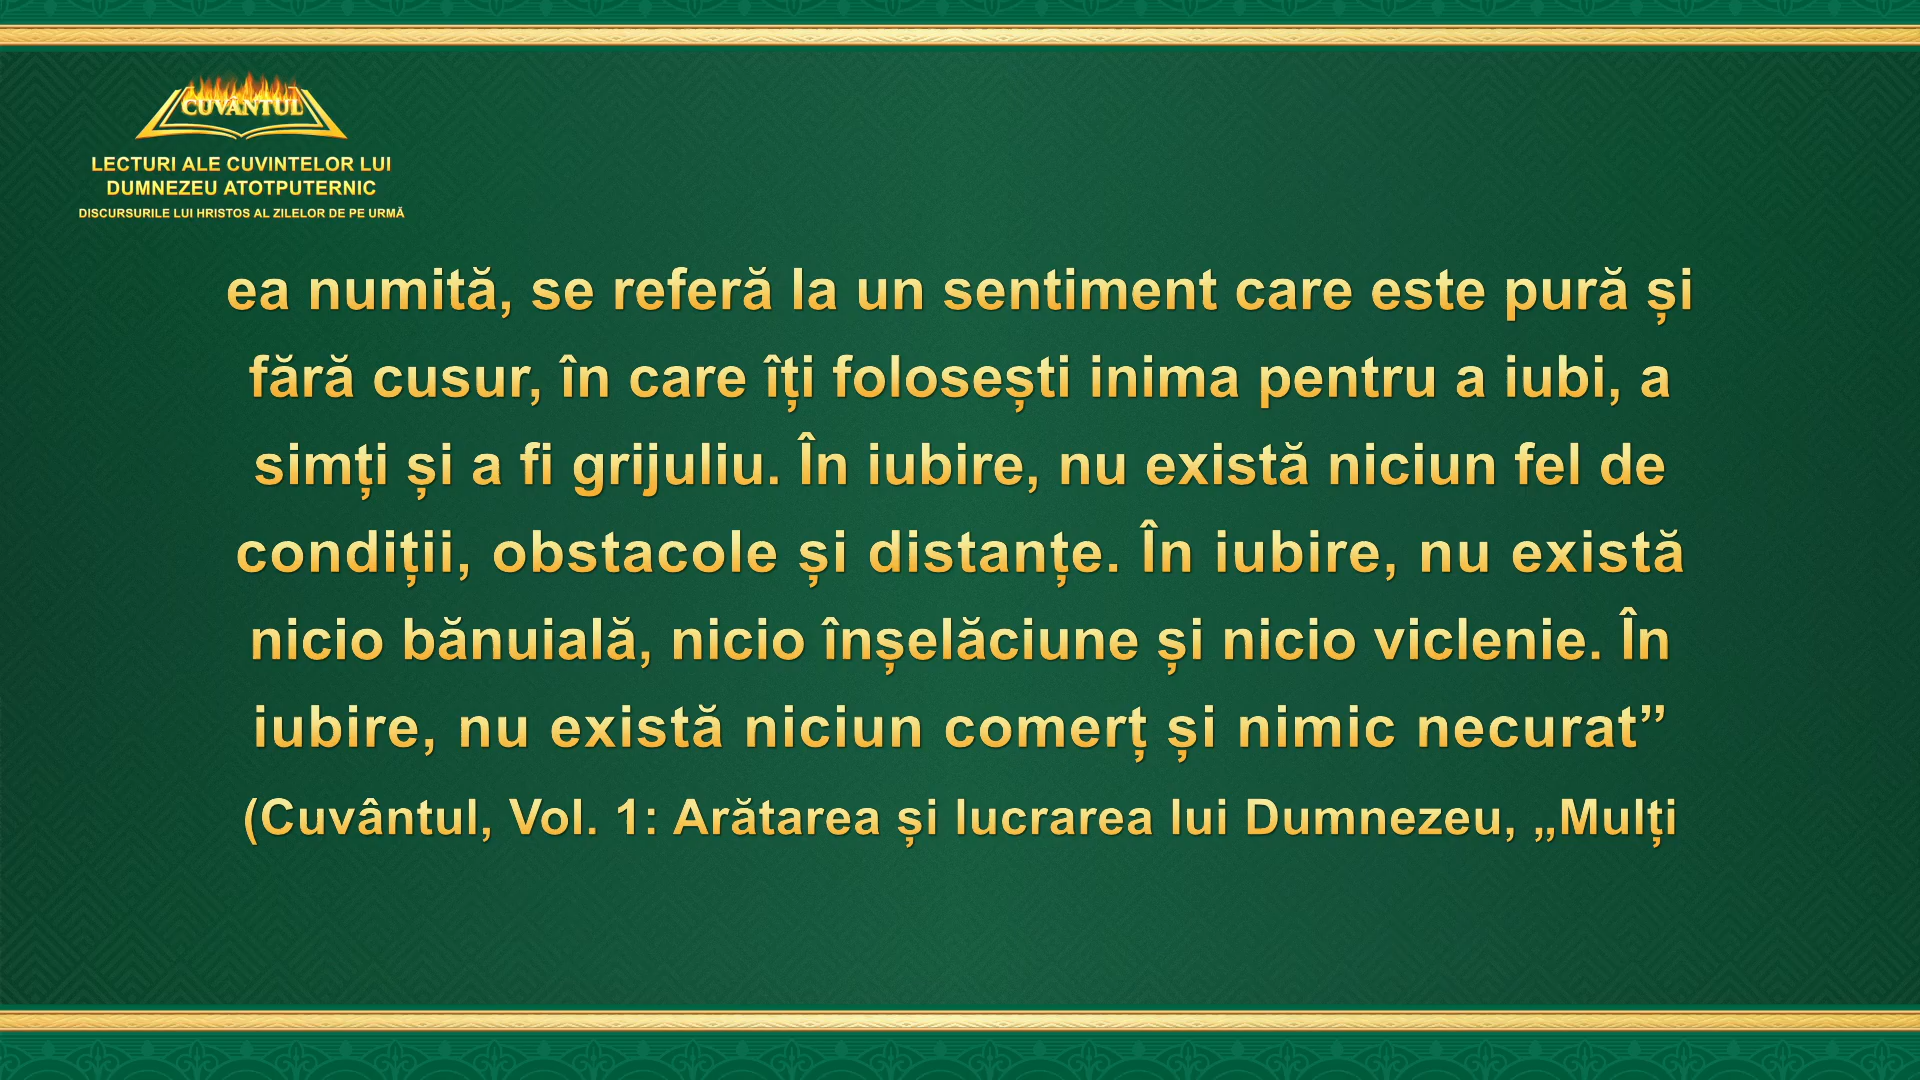 CUVÂNTUL
LECTURI ALE CUVINTELOR LUI
DUMNEZEU ATOTPUTERNIC
DISCURSURILE LUI HRISTOS AL ZILELOR DE PE URMĂ
ea numită, se referă la un sentiment care este pură și
fără cusur, în care îți folosești inima pentru a iubi, a
simți și a fi grijuliu. În iubire, nu există niciun fel de
condiții, obstacole și distanțe. În iubire, nu există
nicio bănuială, nicio înșelăciune și nicio viclenie. În
iubire, nu există niciun comerț și nimic necurat”
(Cuvântul, Vol. 1: Arătarea și lucrarea lui Dumnezeu, „Mulți